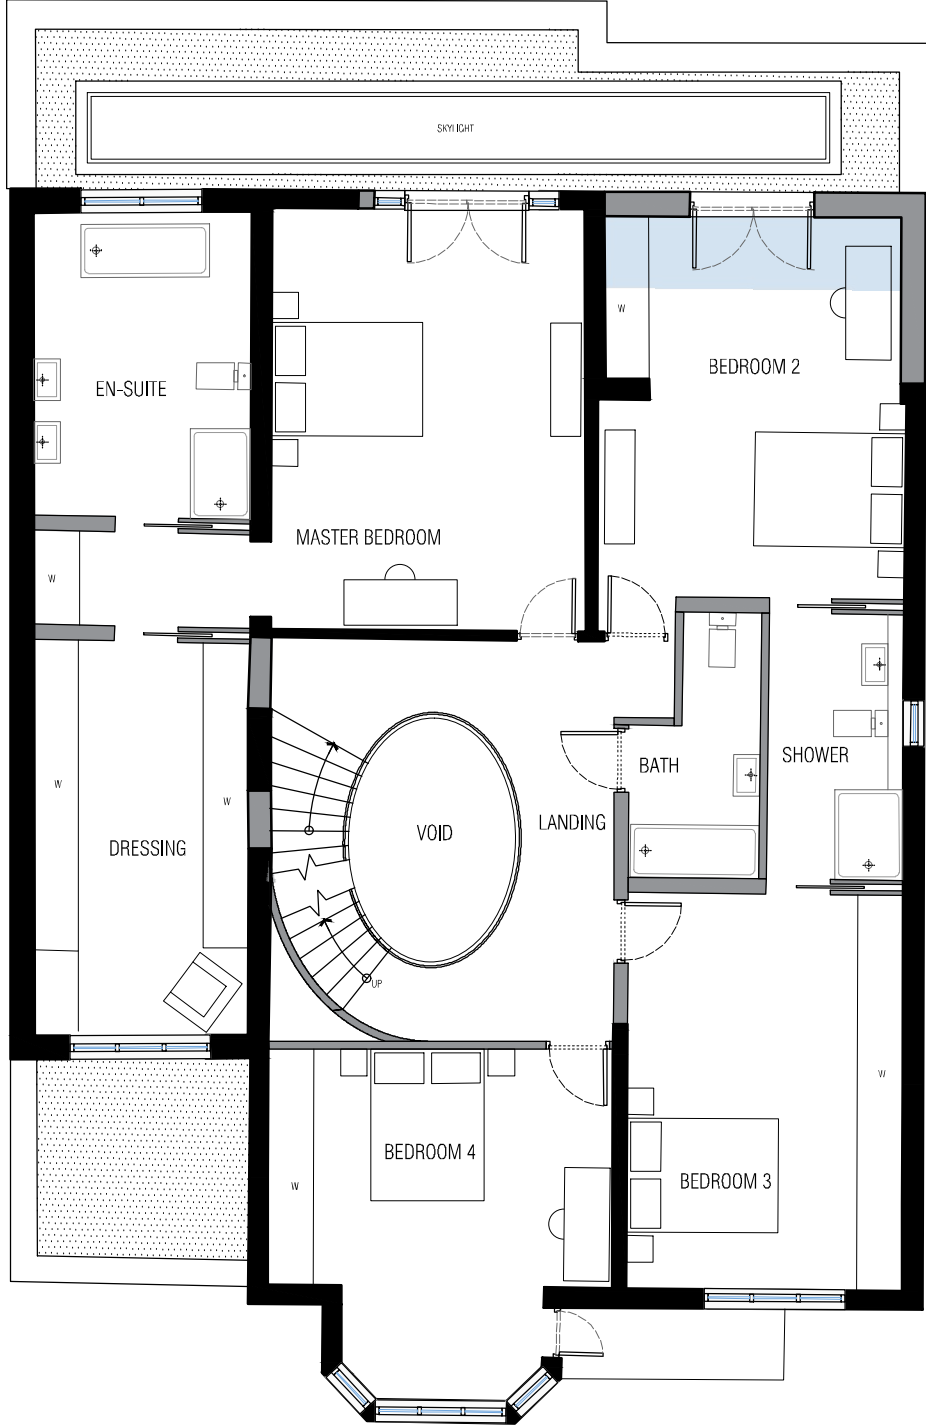 SKYLIGHT
W
BEDROOM 2
EN-SUITE
MASTER BEDROOM
W
BATH
SHOWER
W
W
LANDING
VOID
DRESSING
UP
W
BEDROOM 4
BEDROOM 3
W